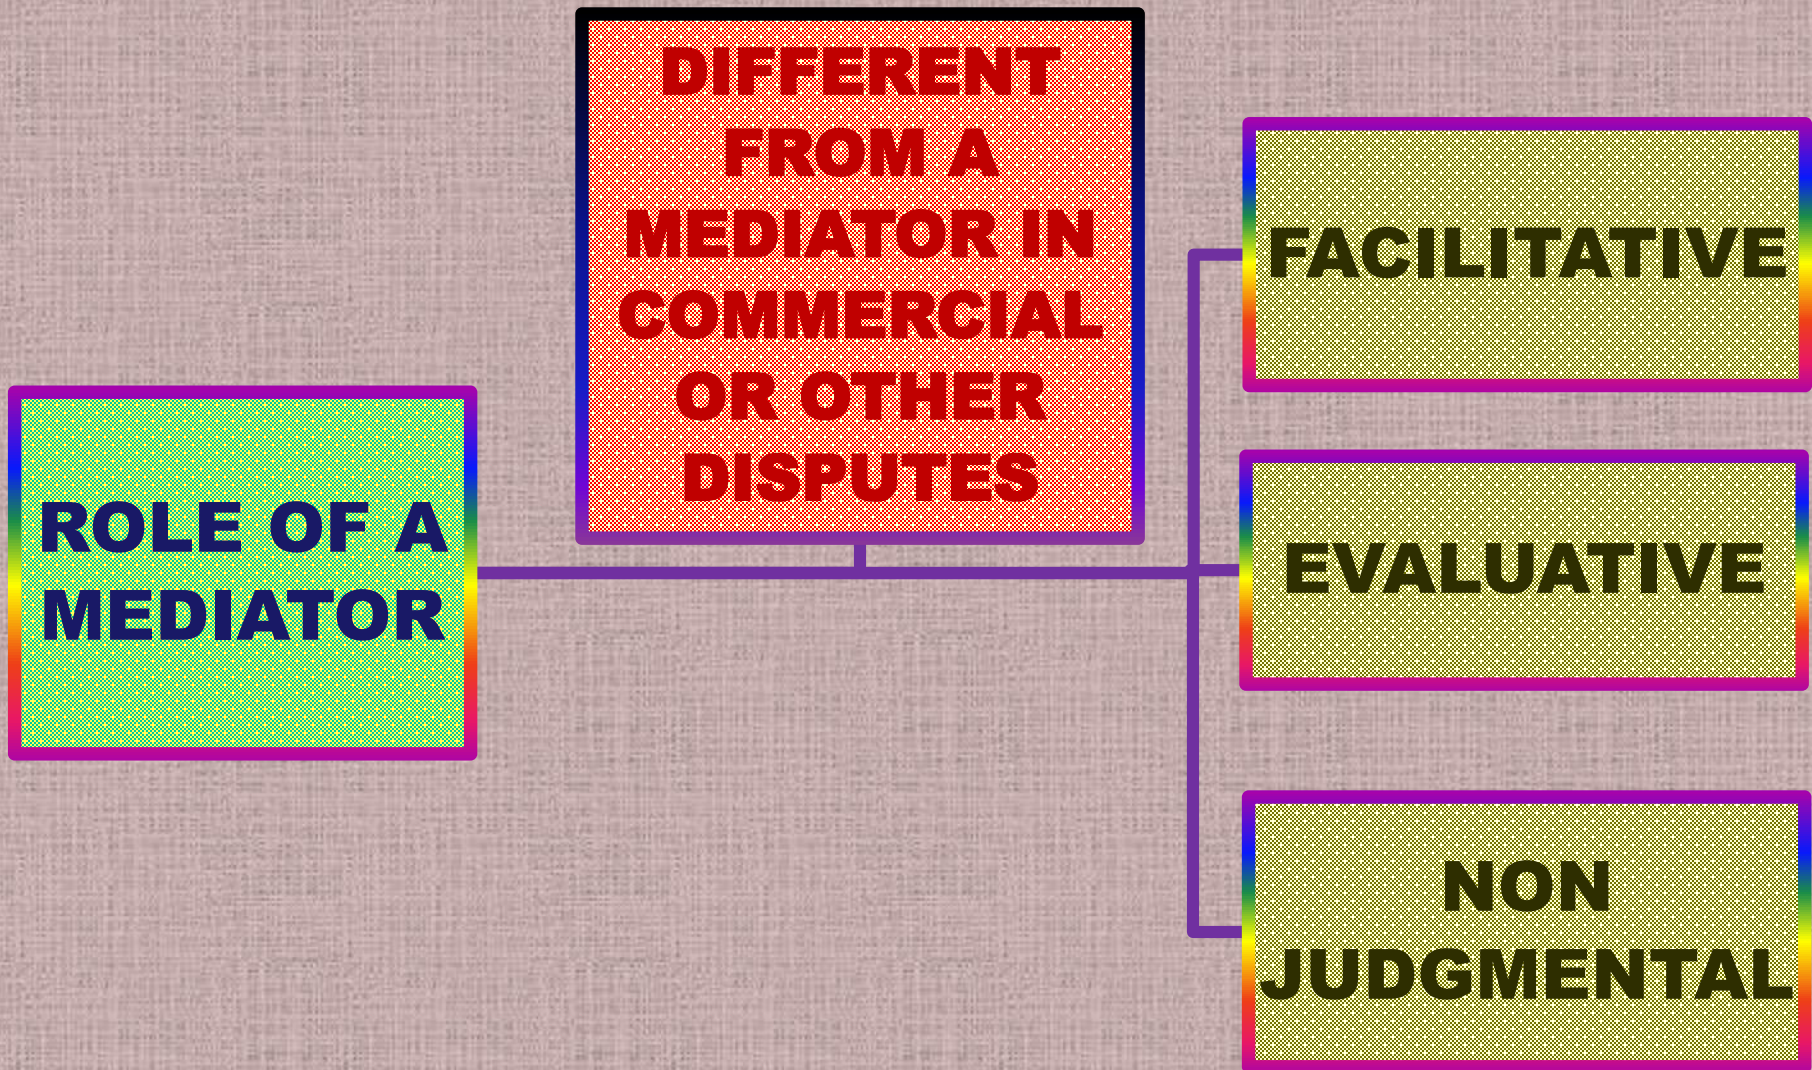 ROLE OF A
MEDIATOR
DIFFERENT
FROM A
MEDIATOR IN
COMMERCIAL
OR OTHER
DISPUTES
FACILITATIVE
EVALUATIVE
NON
JUDGMENTAL